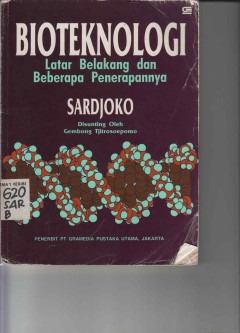 BIOTEKNOLOGI
Latar Belakang dan
Beberapa Penerapannya
SARDJOKO
Disunting Oleh
Gembong Tjitrosoepomo
620
SAR
B
PENERBIT PT GRAMEDIA PUSTAKA UTAMA, JAKARTA